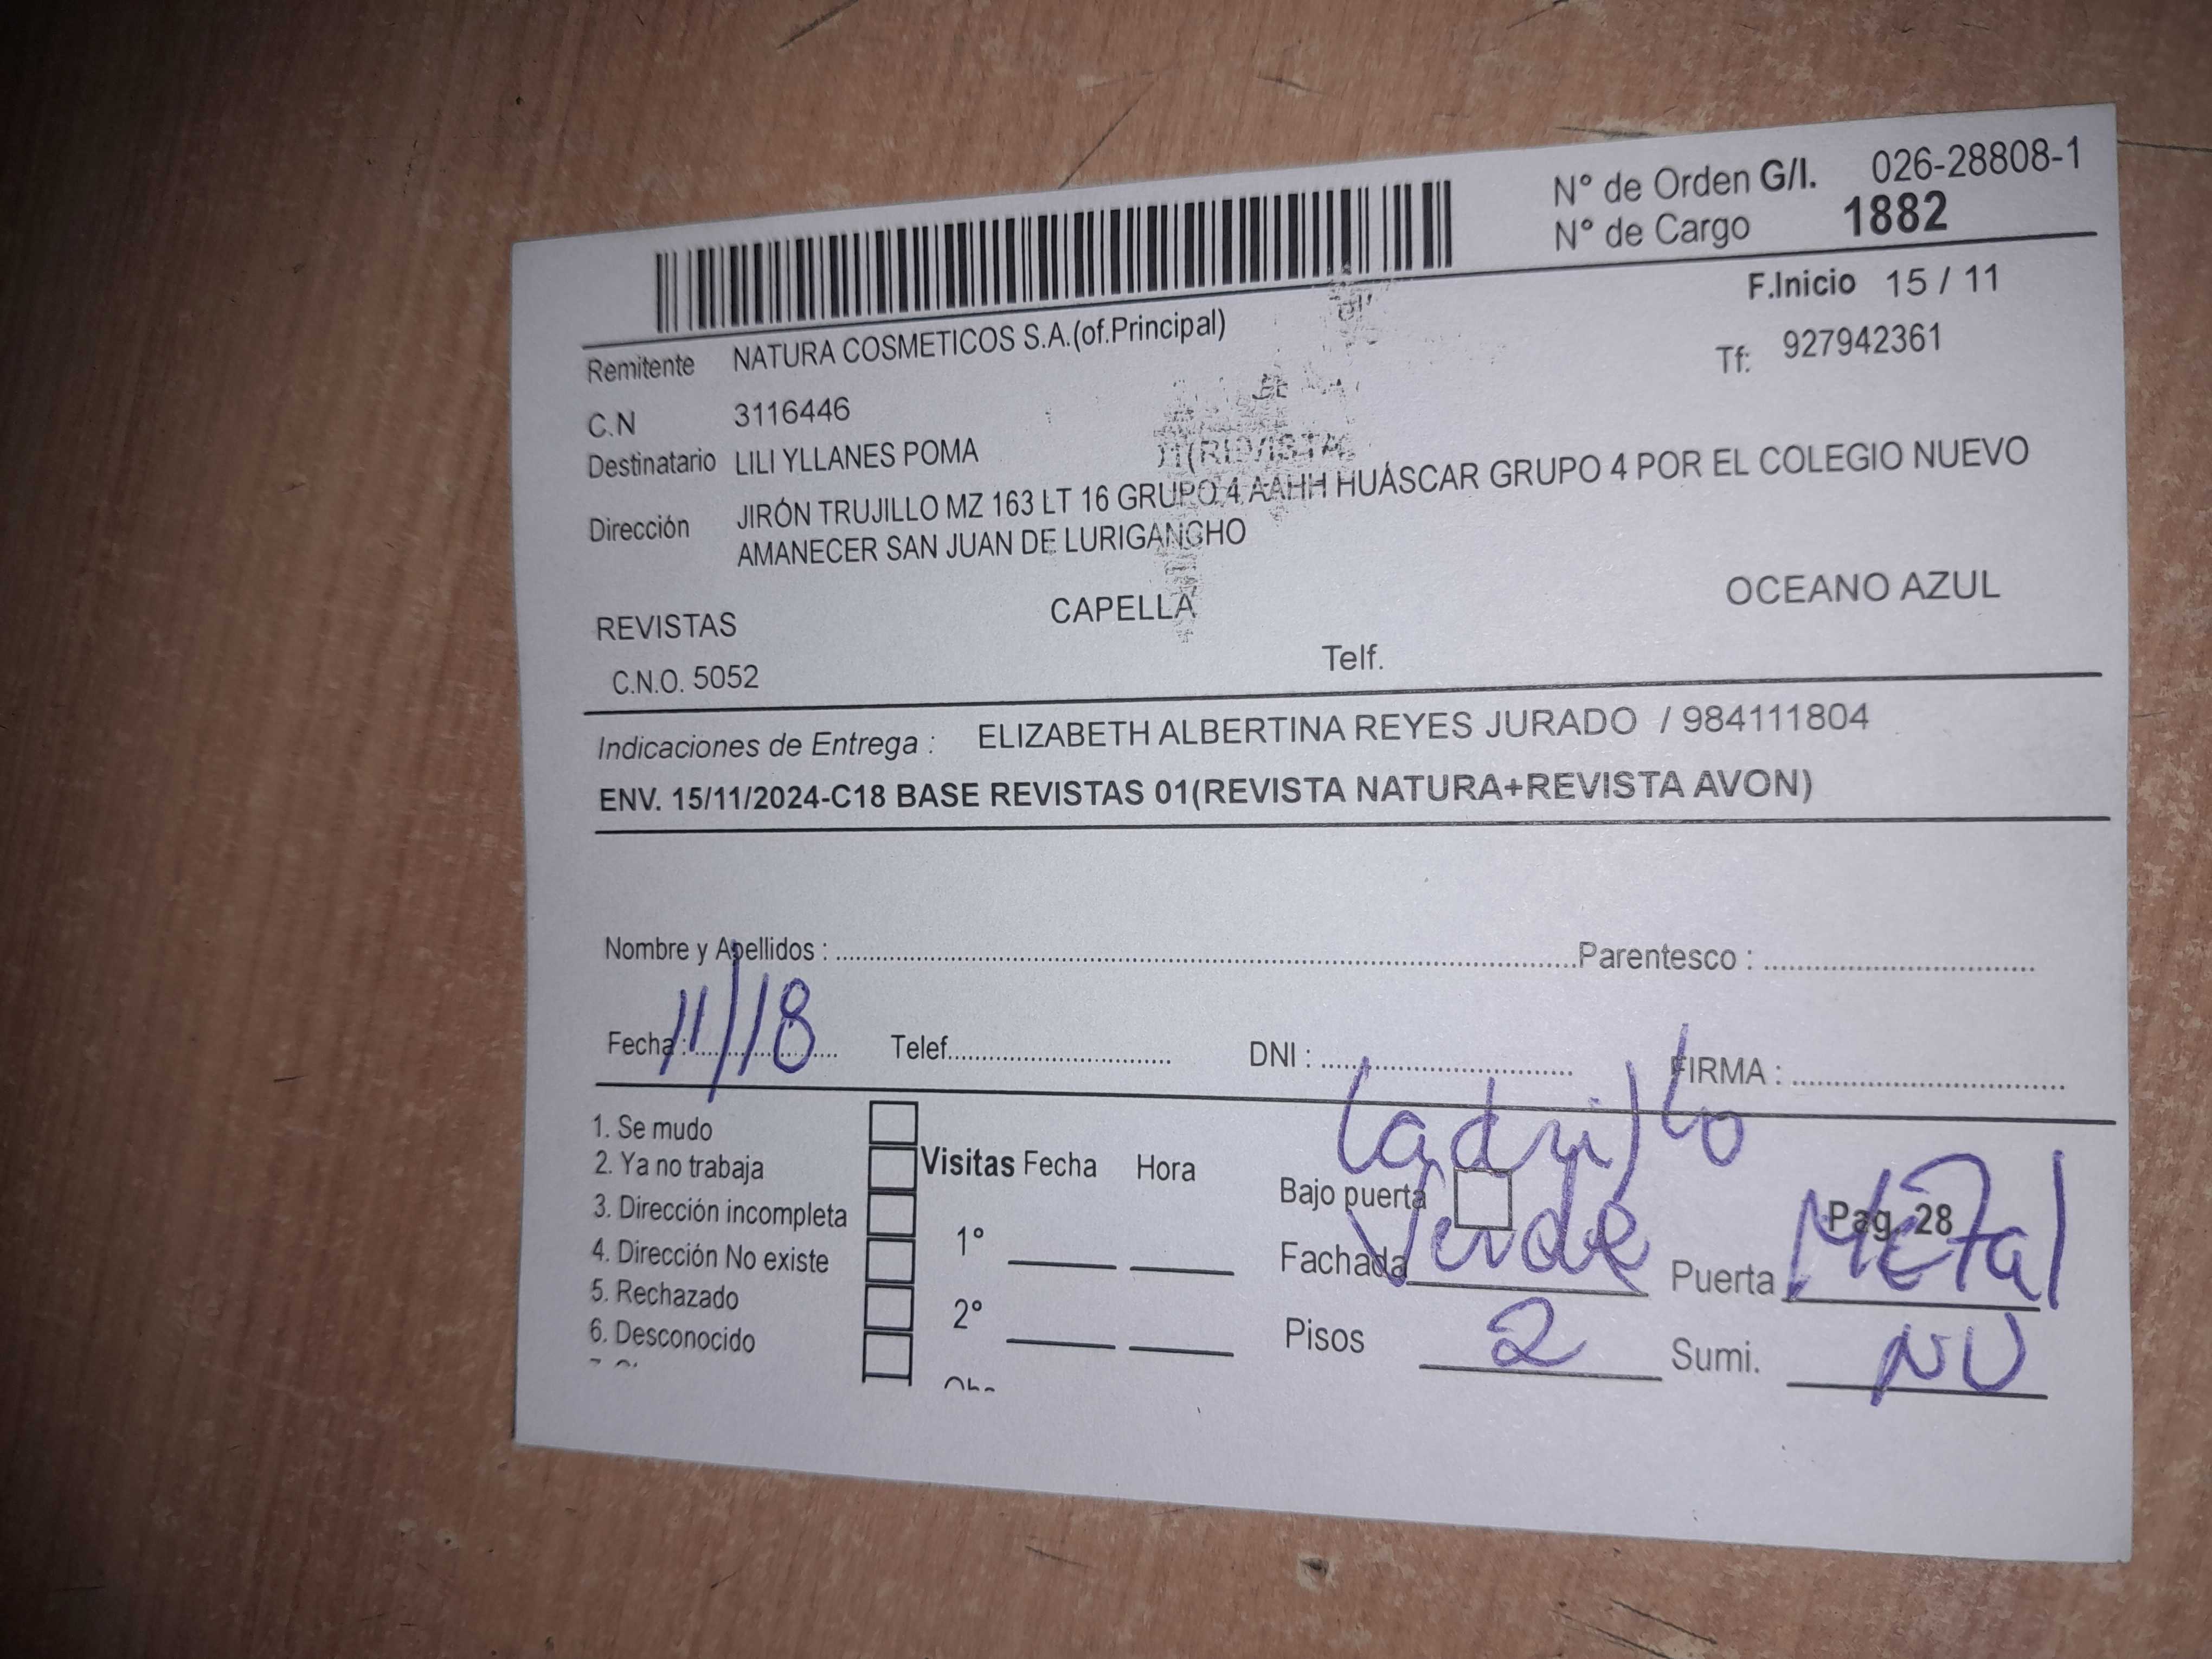 N° de Orden G/I. 026-28808-1
N° de Cargo 1882
F.Inicio 15 / 11
Remitente NATURA COSMETICOS S.A.(of.Principal)
Tf: 927942361
C.N 3116446
Destinatario LILI YLLANES POMA
Dirección JIRÓN TRUJILLO MZ 163 LT 16 GRUPO 4 AAHH HUÁSCAR GRUPO 4 POR EL COLEGIO NUEVO
AMANECER SAN JUAN DE LURIGANCHO
REVISTAS CAPELLA OCEANO AZUL
C.N.O. 5052 Telf.
Indicaciones de Entrega : ELIZABETH ALBERTINA REYES JURADO / 984111804
ENV. 15/11/2024-C18 BASE REVISTAS 01(REVISTA NATURA+REVISTA AVON)
Nombre y Apellidos : Parentesco :
Fecha : 11/18 Telef. DNI : FIRMA :
Ladrillo
1. Se mudo
2. Ya no trabaja Visitas Fecha Hora Bajo puerta Pag. 28
3. Dirección incompleta
4. Dirección No existe 1° Fachada Verde Puerta Metal
5. Rechazado
6. Desconocido 2° Pisos 2 Sumi. NU